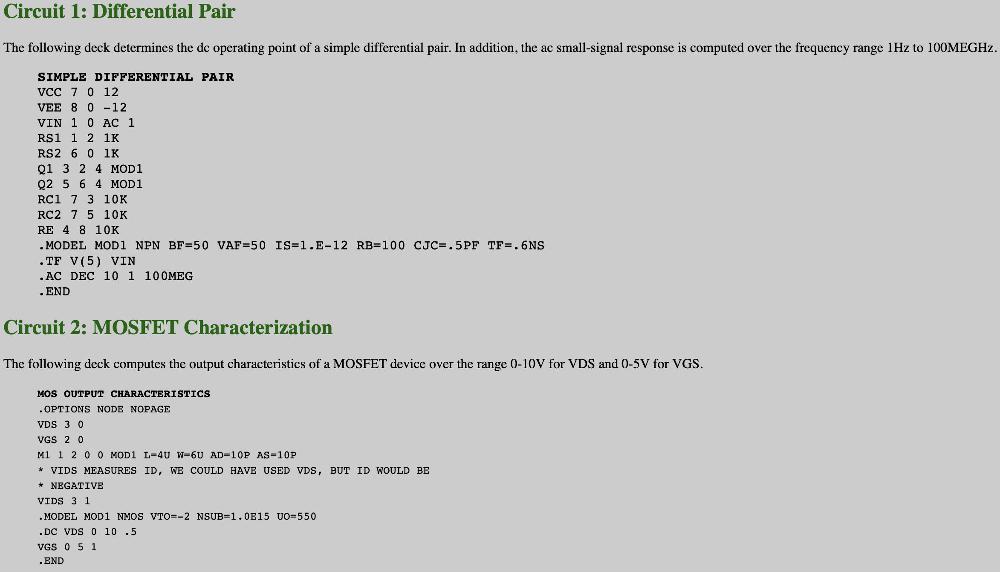 Circuit 1: Differential Pair
The following deck determines the dc operating point of a simple differential pair. In addition, the ac small-signal response is computed over the frequency range 1Hz to 100MEGHz.
SIMPLE DIFFERENTIAL PAIR
VCC 7 0 12
VEE 8 0 -12
VIN 1 0 AC 1
RS1 1 2 1K
RS2 6 0 1K
Q1 3 2 4 MOD1
Q2 5 6 4 MOD1
RC1 7 3 10K
RC2 7 5 10K
RE 4 8 10K
.MODEL MOD1 NPN BF=50 VAF=50 IS=1.E-12 RB=100 CJC=.5PF TF=.6NS
.TF V(5) VIN
.AC DEC 10 1 100MEG
.END
Circuit 2: MOSFET Characterization
The following deck computes the output characteristics of a MOSFET device over the range 0-10V for VDS and 0-5V for VGS.
MOS OUTPUT CHARACTERISTICS
.OPTIONS NODE NOPAGE
VDS 3 0
VGS 2 0
M1 1 2 0 0 MOD1 L=4U W=6U AD=10P AS=10P
* VIDS MEASURES ID, WE COULD HAVE USED VDS, BUT ID WOULD BE
* NEGATIVE
VIDS 3 1
.MODEL MOD1 NMOS VTO=-2 NSUB=1.0E15 UO=550
.DC VDS 0 10 .5
VGS 0 5 1
.END